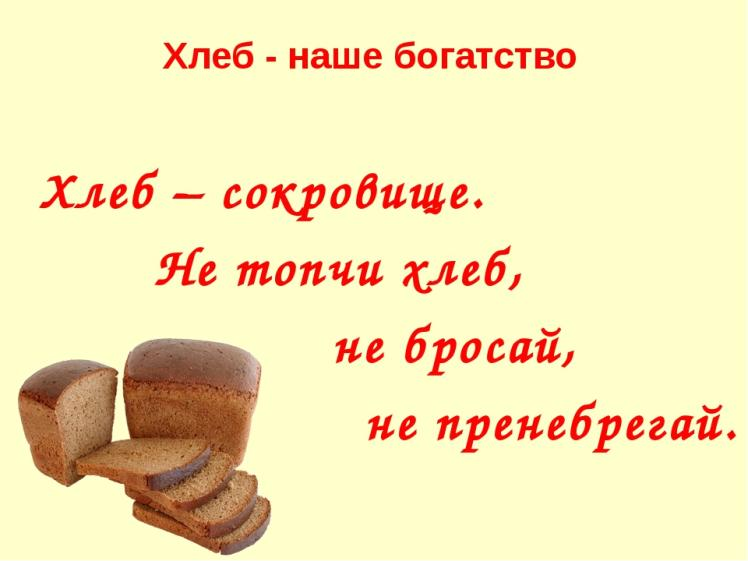 Хлеб - наше богатство
Хлеб – сокровище.
Не топчи хлеб,
не бросай,
не пренебрегай.